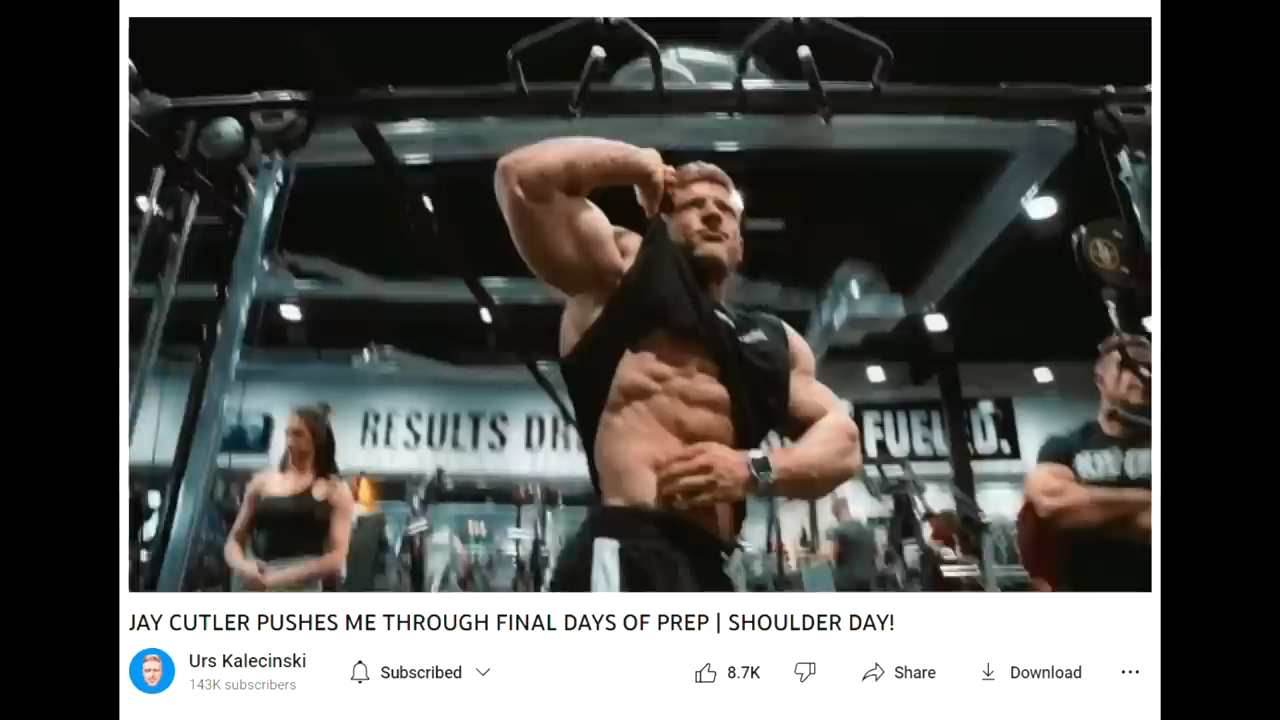 RESULTS DR
FUELED.
JAY CUTLER PUSHES ME THROUGH FINAL DAYS OF PREP | SHOULDER DAY!
Urs Kalecinski
143K subscribers
Subscribed
8.7K
Share
Download